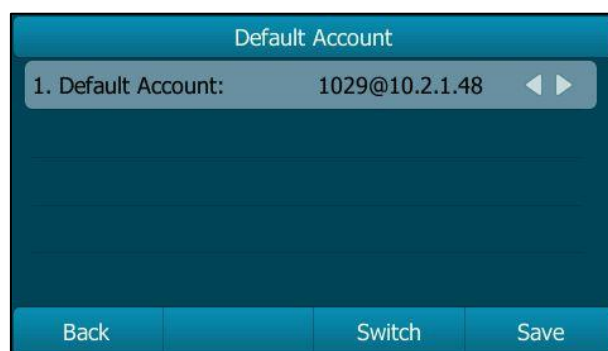 Default Account
1. Default Account: 1029@10.2.1.48
Back Switch Save